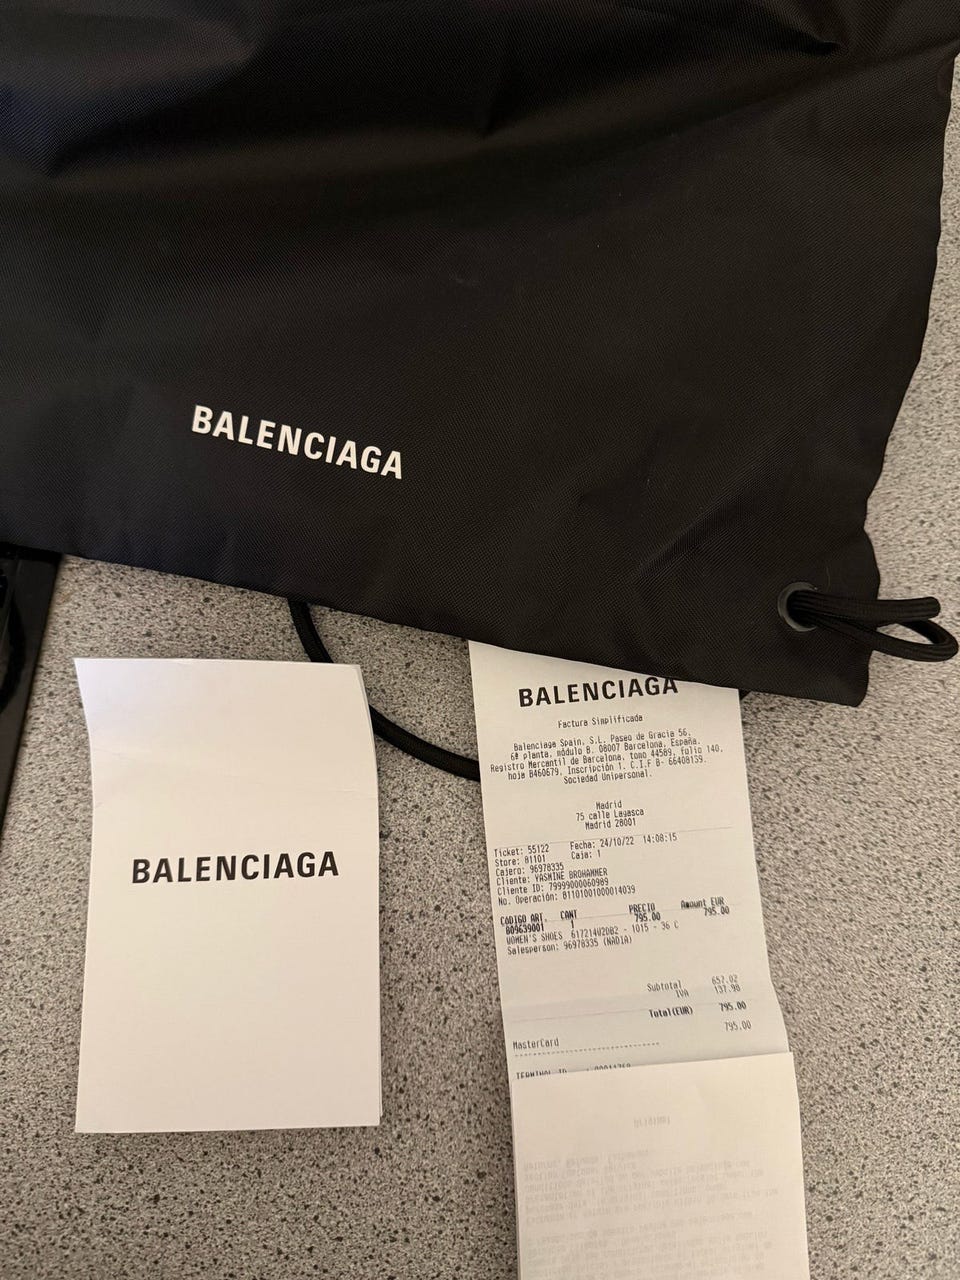 BALENCIAGA
BALENCIAGA
BALENCIAGA
Factura Simplificada
Balenciaga Spain, S.L. Paseo de Gracia 56,
6ª planta, módulo B. 08007 Barcelona, España.
Registro Mercantil de Barcelona, tomo 44589, folio 140,
hoja B460679, Inscripción 1. C.I.F B- 66408159.
Sociedad Unipersonal.
Madrid
75 calle Lagasca
Madrid 28001
Ticket: 55122 Fecha: 24/10/22 14:08:15
Store: 81101 Caja: 1
Cajero: 96978335
Cliente: YASMINE BROHAMMER
Cliente ID: 79999000060989
No. Operación: 81101001000014039
CóDIGO ART. CANT PRECIO Amount EUR
809639001 1 795.00 795.00
WOMEN'S SHOES 617214W2DB2 - 1015 - 36 C
Salesperson: 96978335 (NADIA)
Subtotal 657.02
IVA 137.98
Total(EUR) 795.00
MasterCard 795.00